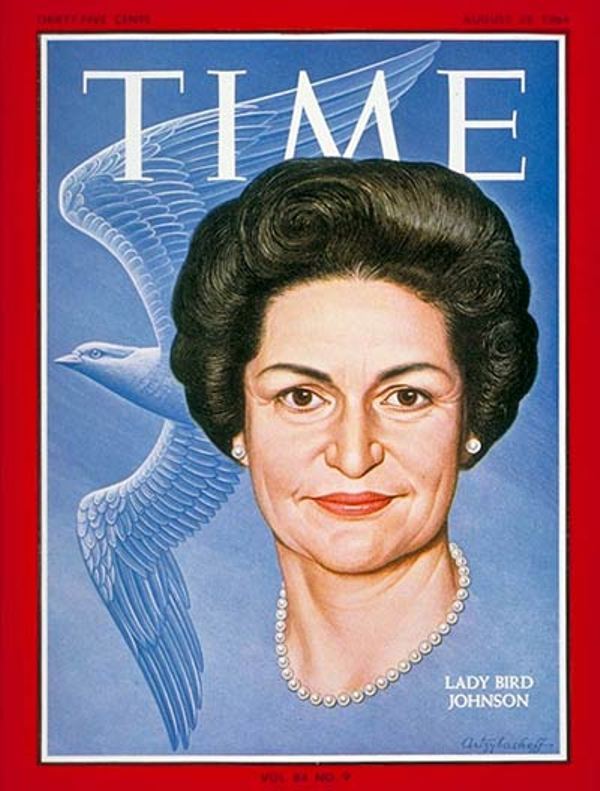 THIRTY-FIVE CENTS
AUGUST 28 1964
TIME
LADY BIRD
JOHNSON
Artzybasheff
VOL. 84 NO. 9